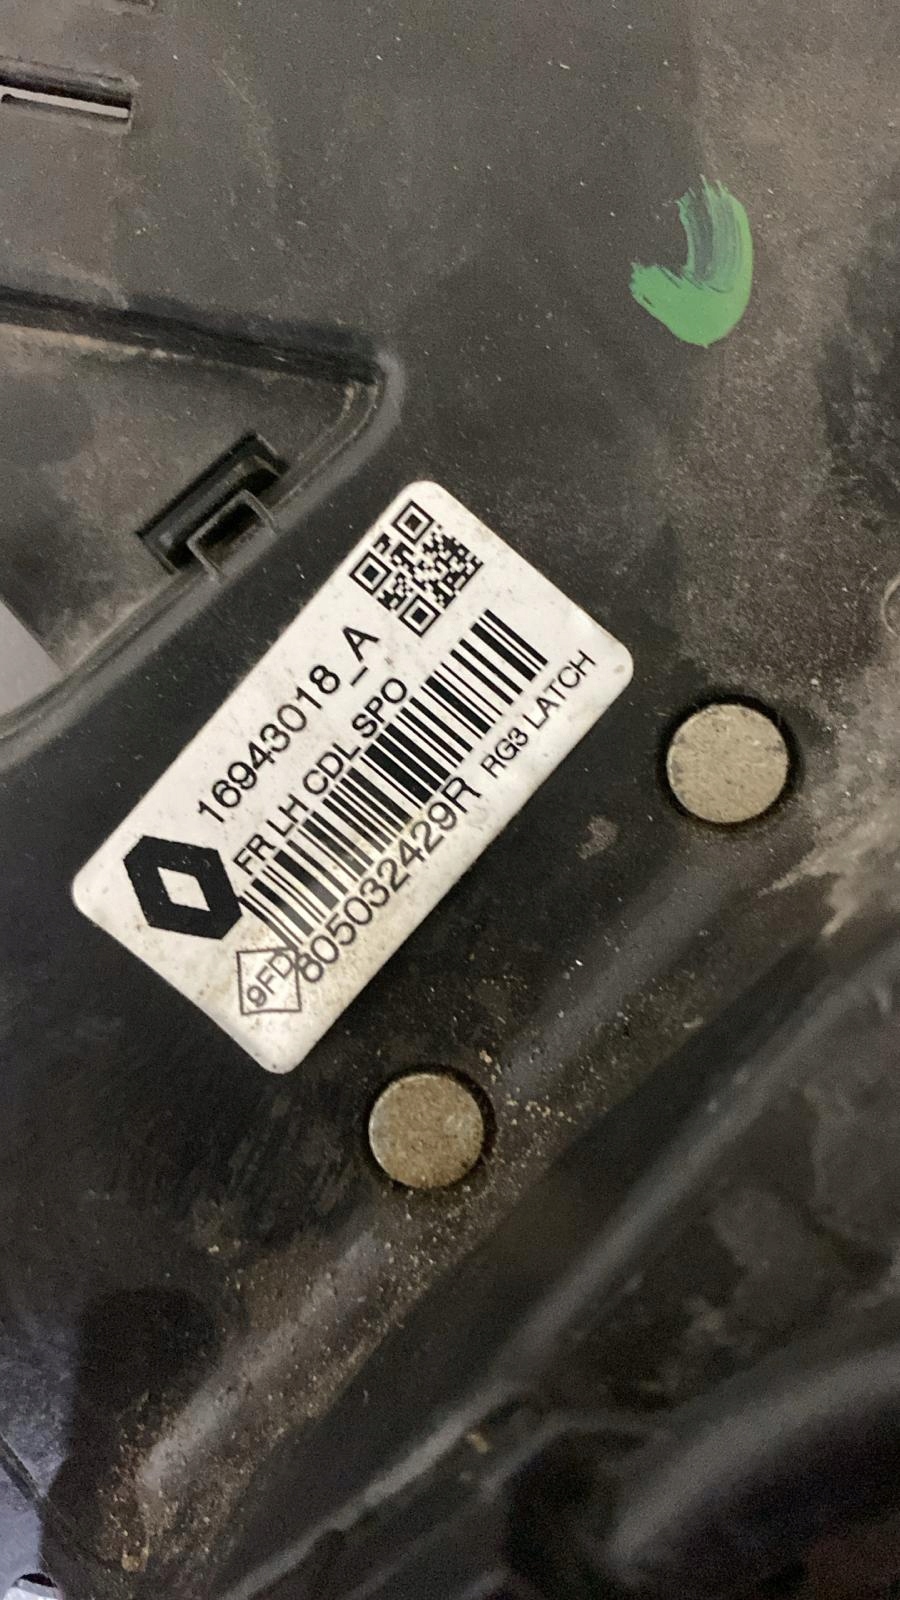 16943018_A
FR LH CDL SPO
805032429R
RG3 LATCH
9FD